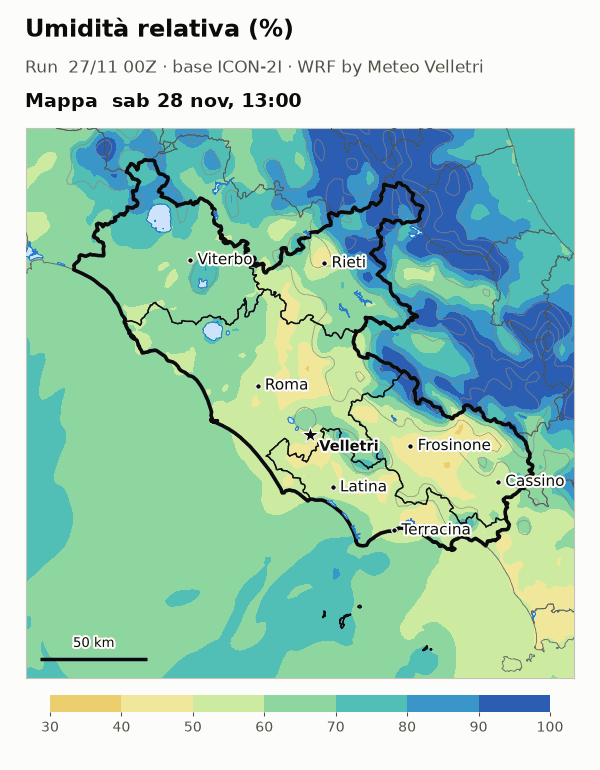 Umidità relativa (%)
Run  27/11 00Z · base ICON-2I · WRF by Meteo Velletri
Mappa  sab 28 nov, 13:00
Viterbo
Rieti
Roma
Velletri
Frosinone
Cassino
Latina
Terracina
50 km
30 40 50 60 70 80 90 100